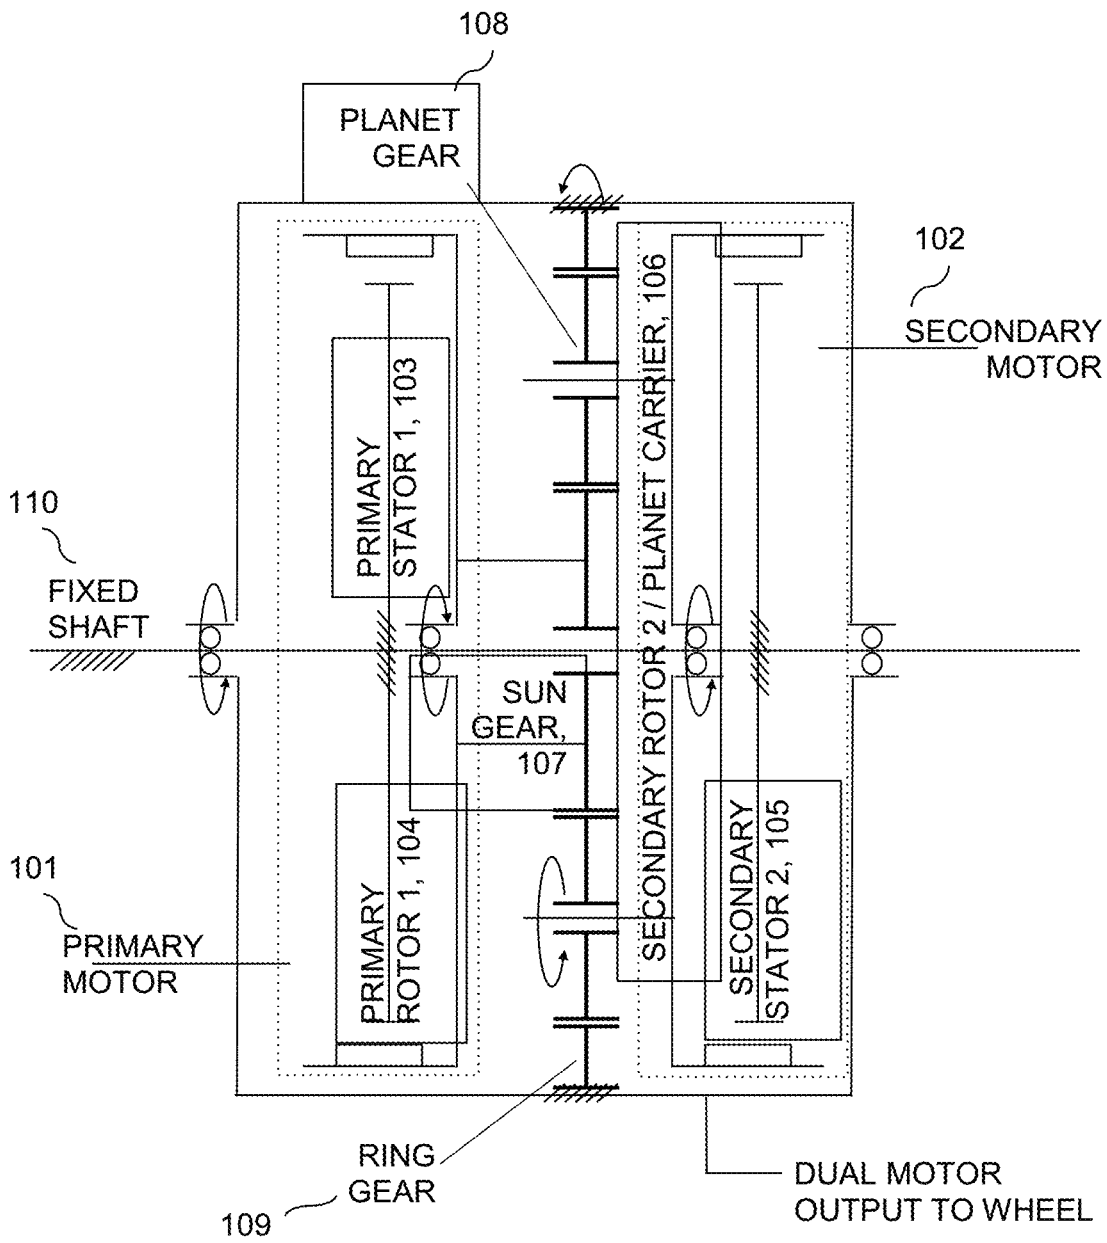 108
PLANET
GEAR
102
SECONDARY
MOTOR
PRIMARY
STATOR 1, 103
SECONDARY ROTOR 2 / PLANET CARRIER, 106
110
FIXED
SHAFT
SUN
GEAR,
107
PRIMARY
ROTOR 1, 104
SECONDARY
STATOR 2, 105
101
PRIMARY
MOTOR
RING
GEAR
109
DUAL MOTOR
OUTPUT TO WHEEL